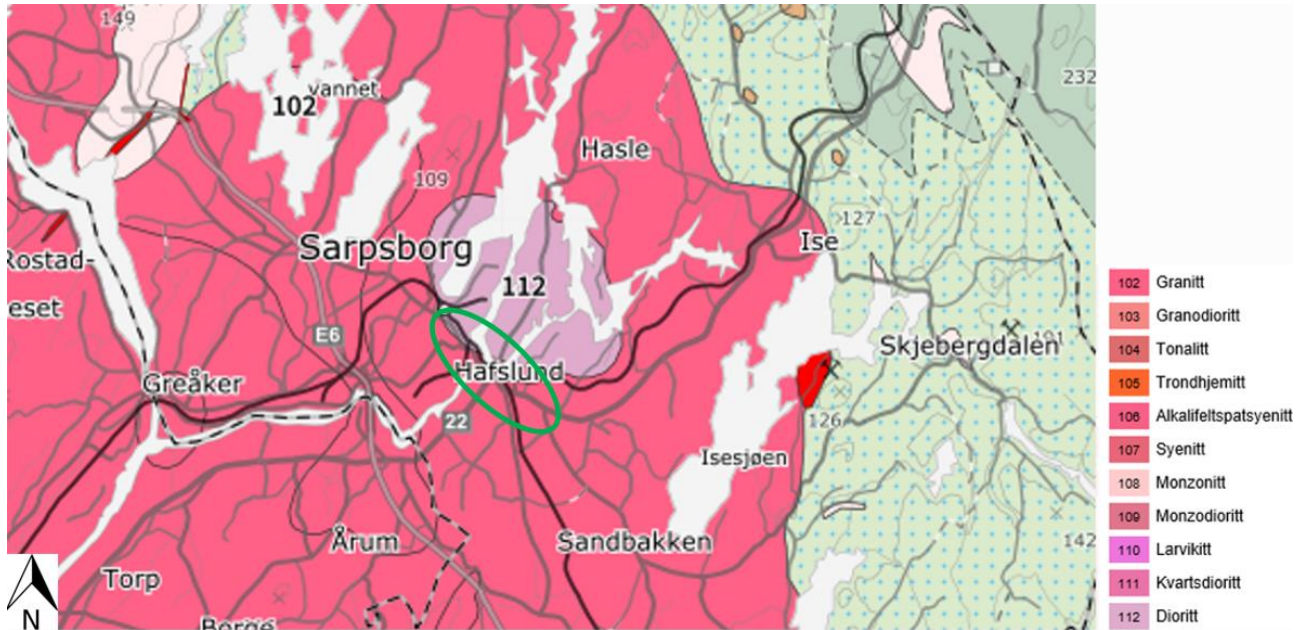 149
232
102
vannet
Hasle
109
127
Sarpsborg
Ise
Rostad-
112
eset
E6
191
Skjebergdalen
Hafslund
Greåker
22
126
Isesjøen
Årum
Sandbakken
142
Torp
Borge
N
102 Granitt
103 Granodioritt
104 Tonalitt
105 Trondhjemitt
106 Alkalifeltspatsyenitt
107 Syenitt
108 Monzonitt
109 Monzodioritt
110 Larvikitt
111 Kvartsdioritt
112 Dioritt